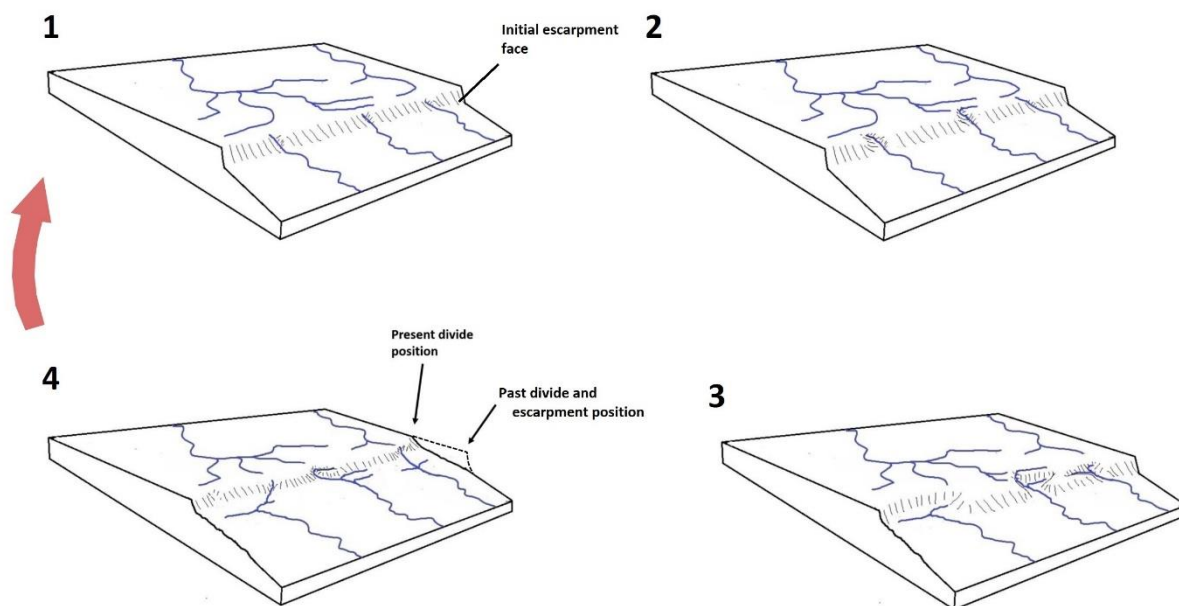 1
Initial escarpment
face
2
4
Present divide
position
Past divide and
escarpment position
3